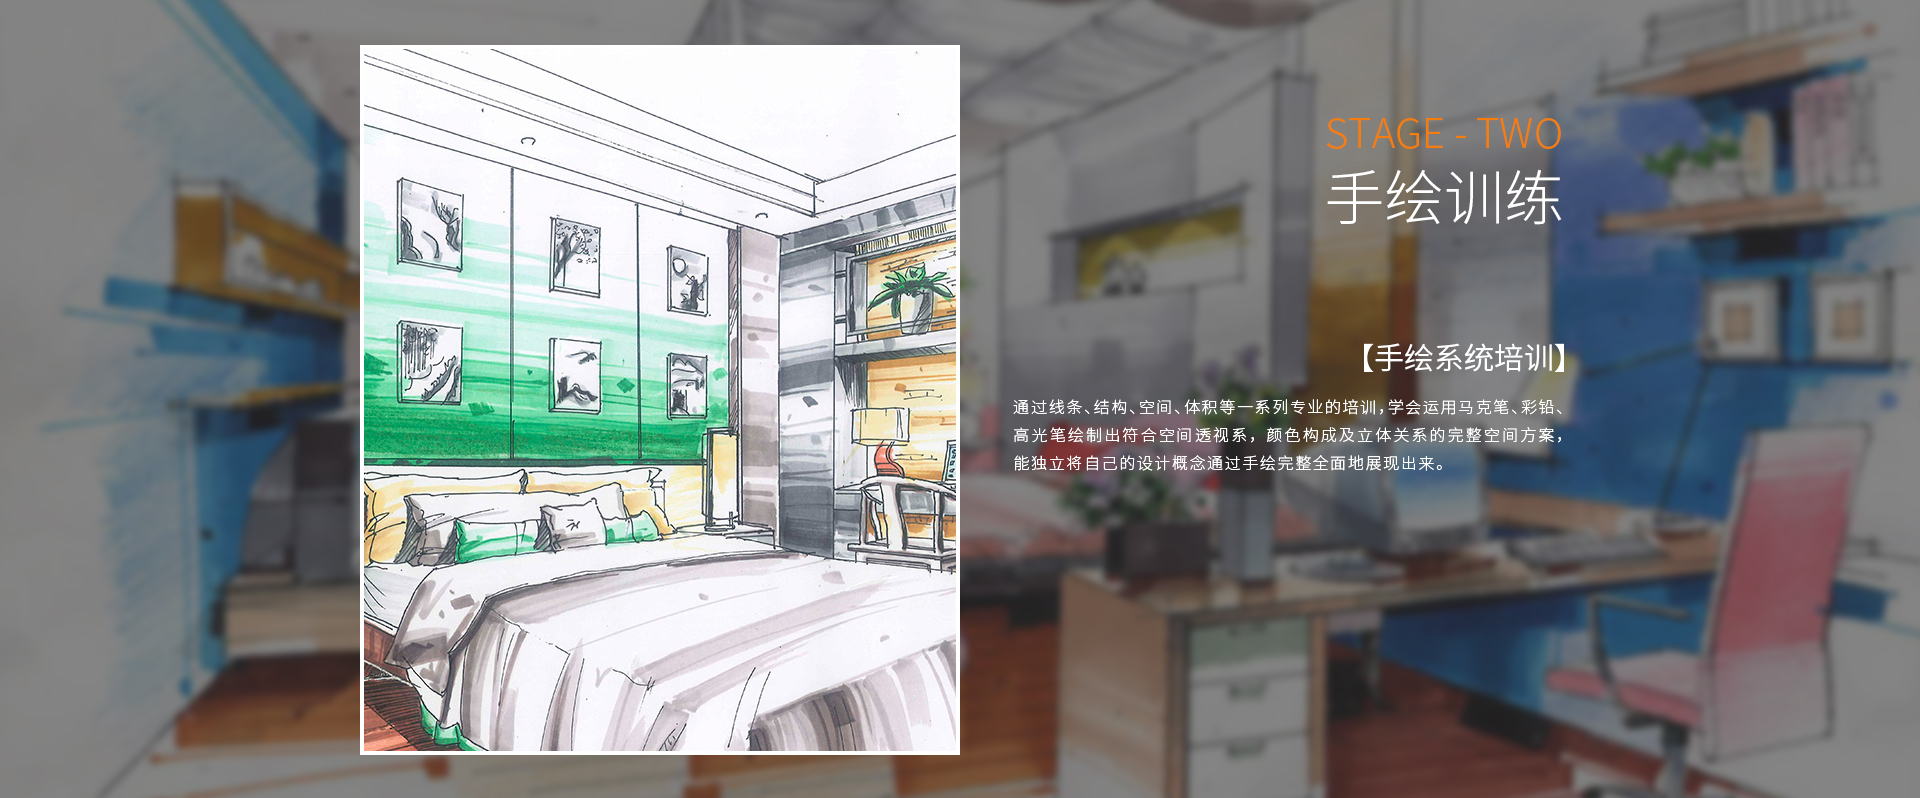 STAGE - TWO
手绘训练
【手绘系统培训】
通过线条、结构、空间、体积等一系列专业的培训，学会运用马克笔、彩铅、
高光笔绘制出符合空间透视系，颜色构成及立体关系的完整空间方案，
能独立将自己的设计概念通过手绘完整全面地展现出来。